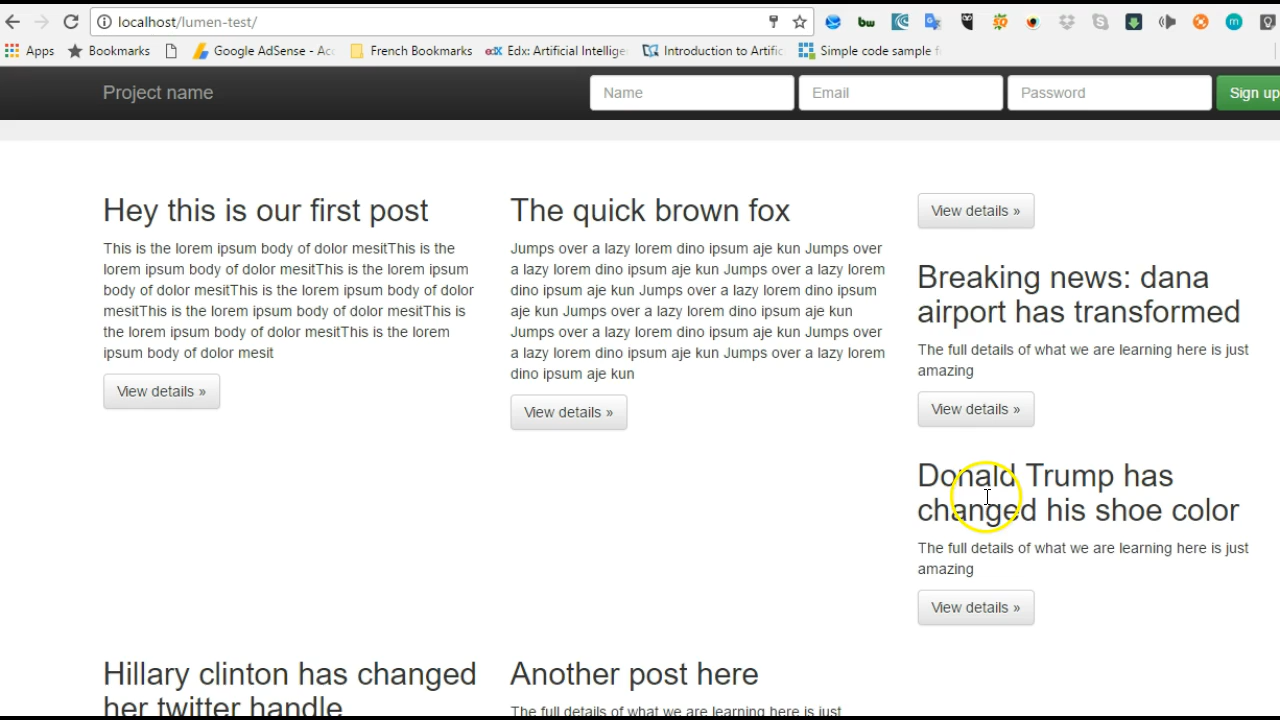 localhost/lumen-test/
Apps
Bookmarks
Google AdSense - Ac
French Bookmarks
edX Edx: Artificial Intellige
Introduction to Artific
Simple code sample f
Project name
Name
Email
Password
Sign up
Hey this is our first post
This is the lorem ipsum body of dolor mesitThis is the
lorem ipsum body of dolor mesitThis is the lorem ipsum
body of dolor mesitThis is the lorem ipsum body of dolor
mesitThis is the lorem ipsum body of dolor mesitThis is
the lorem ipsum body of dolor mesitThis is the lorem
ipsum body of dolor mesit
View details »
The quick brown fox
Jumps over a lazy lorem dino ipsum aje kun Jumps over
a lazy lorem dino ipsum aje kun Jumps over a lazy lorem
dino ipsum aje kun Jumps over a lazy lorem dino ipsum
aje kun Jumps over a lazy lorem dino ipsum aje kun
Jumps over a lazy lorem dino ipsum aje kun Jumps over
a lazy lorem dino ipsum aje kun Jumps over a lazy lorem
dino ipsum aje kun
View details »
View details »
Breaking news: dana
airport has transformed
The full details of what we are learning here is just
amazing
View details »
Donald Trump has
changed his shoe color
The full details of what we are learning here is just
amazing
View details »
Hillary clinton has changed
her twitter handle
Another post here
The full details of what we are learning here is just